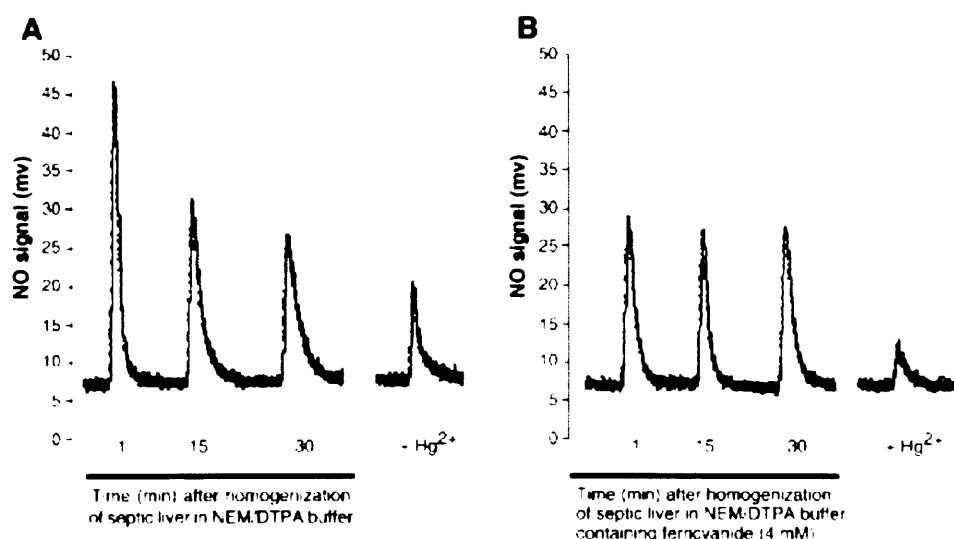 A
NO signal (mv)
50
45
40
35
30
25
20
15
10
5
0
1 15 30 + Hg2+
Time (min) after homogenization
of septic liver in NEM/DTPA buffer
B
NO signal (mv)
50
45
40
35
30
25
20
15
10
5
0
1 15 30 + Hg2+
Time (min) after homogenization
of septic liver in NEM/DTPA buffer
containing ferricyanide (4 mM)